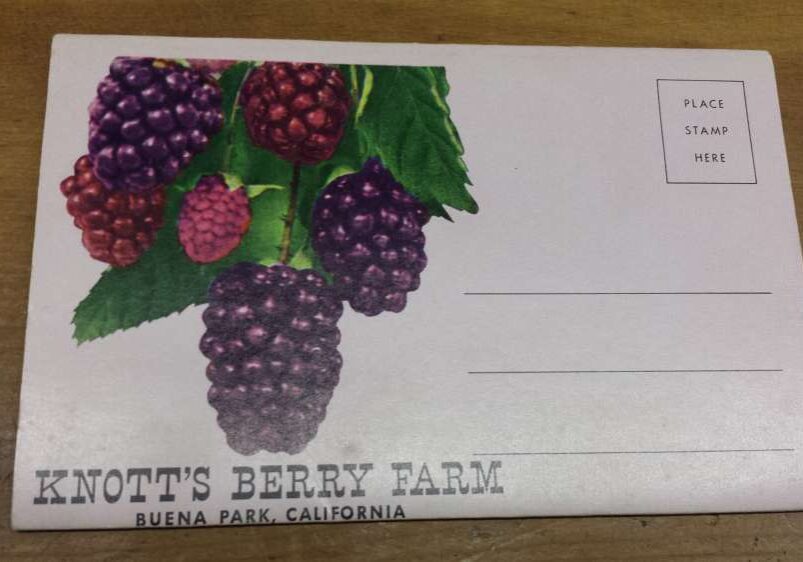 PLACE
STAMP
HERE
KNOTT'S BERRY FARM
BUENA PARK, CALIFORNIA